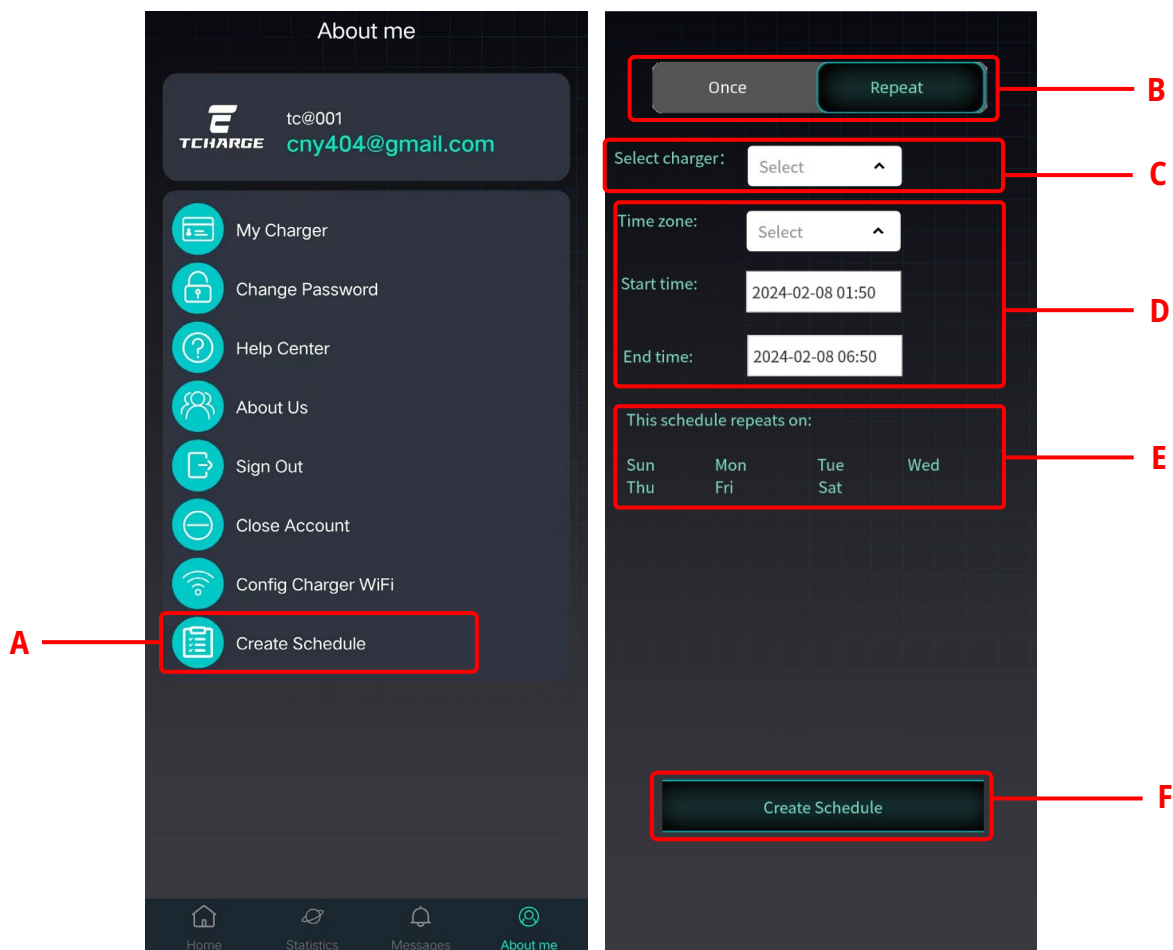 About me
tc@001
TCHARGE
cny404@gmail.com
My Charger
Change Password
Help Center
About Us
Sign Out
Close Account
Config Charger WiFi
A
Create Schedule
Home
Statistics
Messages
About me
Once
Repeat
B
Select charger:
Select
C
Time zone:
Select
Start time:
2024-02-08 01:50
D
End time:
2024-02-08 06:50
This schedule repeats on:
E
Sun Mon Tue Wed
Thu Fri Sat
Create Schedule
F